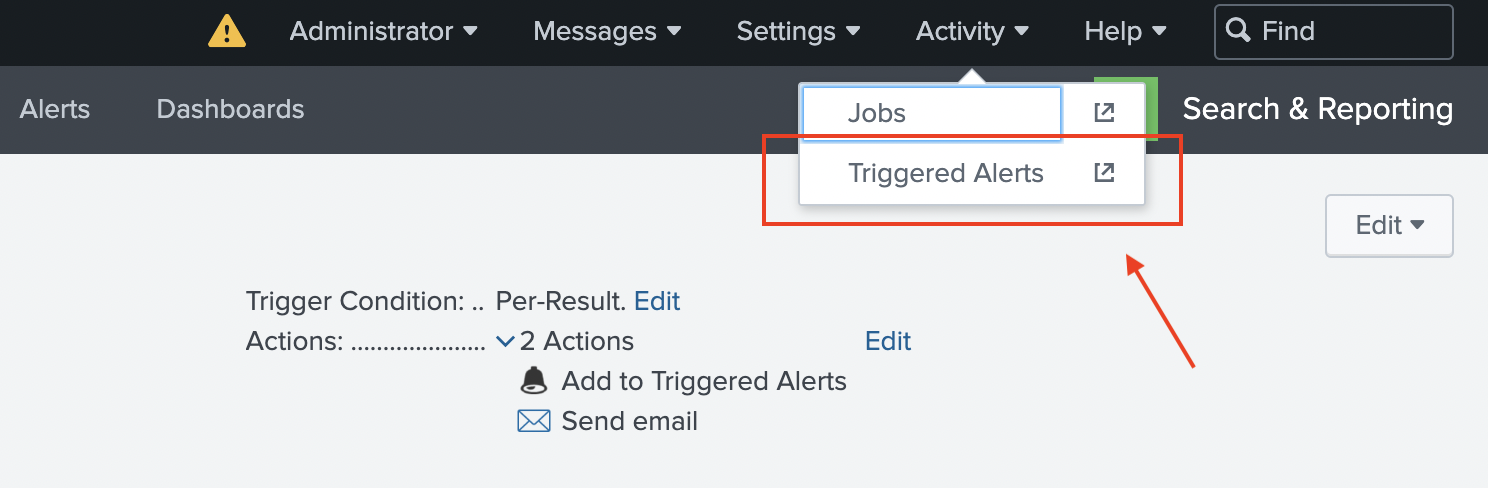 Administrator Messages Settings Activity Help Find
Alerts Dashboards Search & Reporting
Jobs
Triggered Alerts
Edit
Trigger Condition: .. Per-Result. Edit
Actions: ..................... 2 Actions Edit
Add to Triggered Alerts
Send email